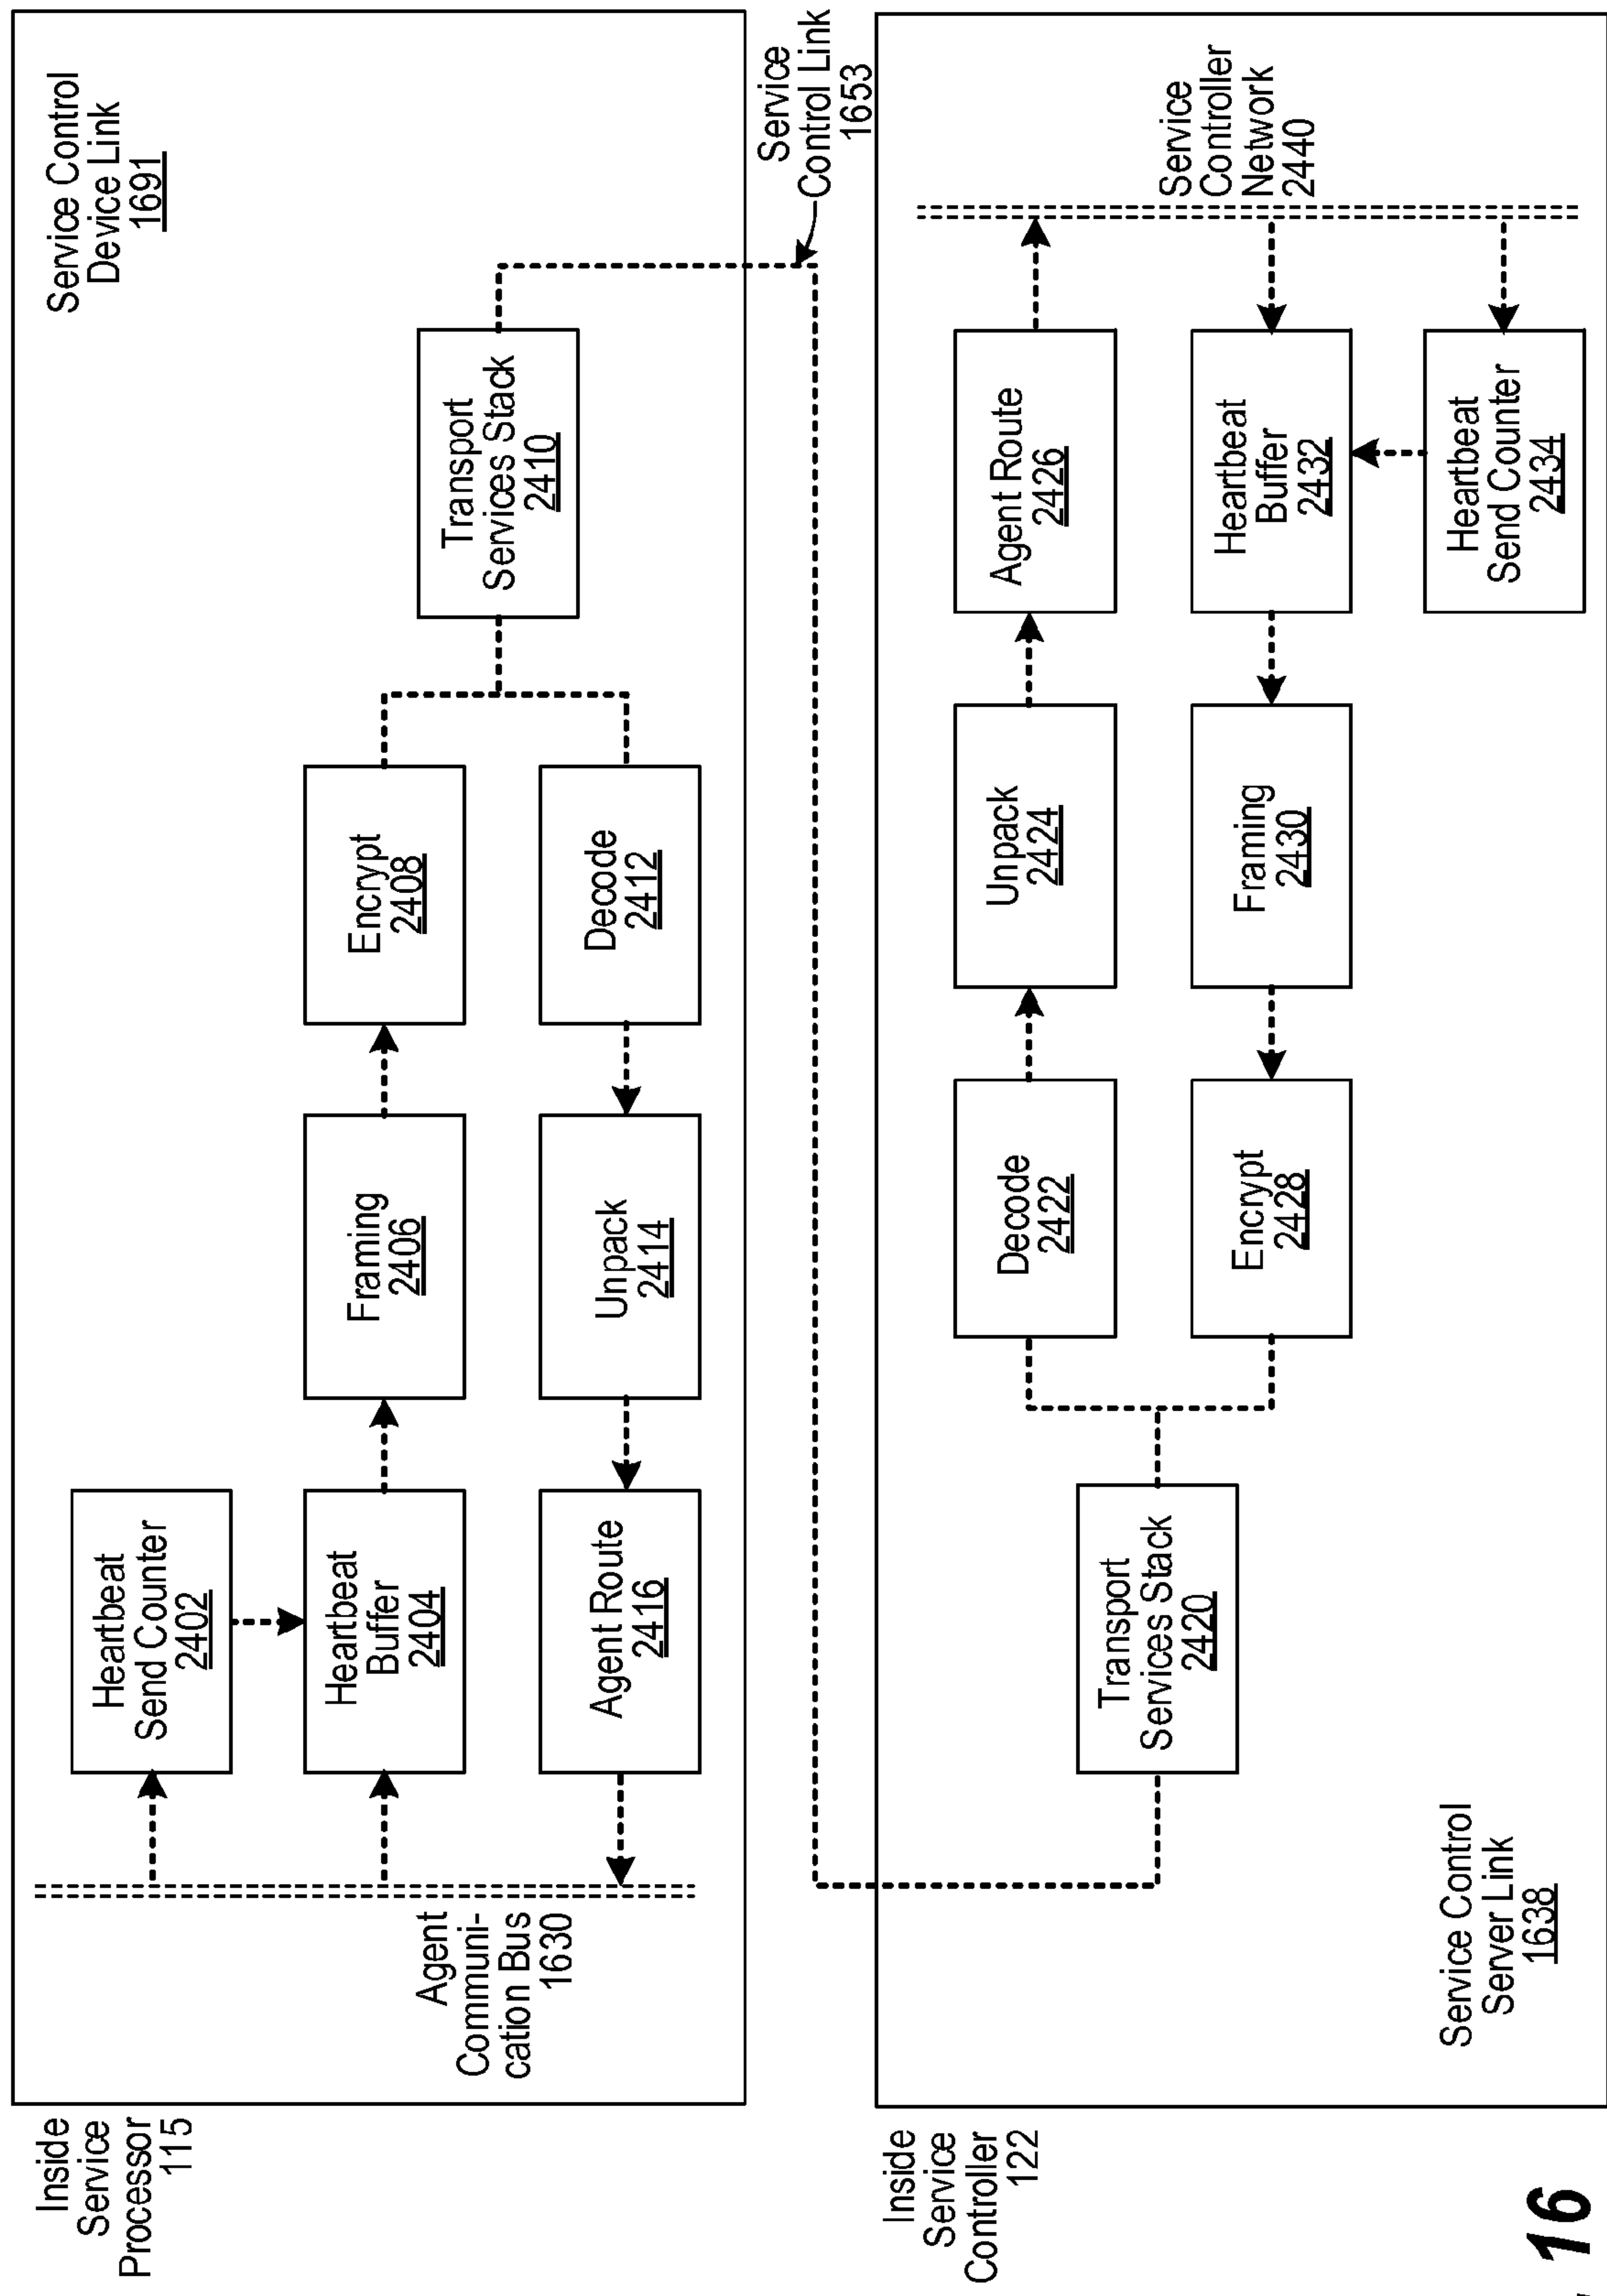 Inside
Service
Processor
115
Service Control
Device Link
1691
Heartbeat
Send Counter
2402
Heartbeat
Buffer
2404
Framing
2406
Encrypt
2408
Transport
Services Stack
2410
Decode
2412
Unpack
2414
Agent Route
2416
Agent
Communi-
cation Bus
1630
Service
Control Link
1653
Inside
Service
Controller
122
Decode
2422
Unpack
2424
Agent Route
2426
Service
Controller
Network
2440
Transport
Services Stack
2420
Encrypt
2428
Framing
2430
Heartbeat
Buffer
2432
Heartbeat
Send Counter
2434
Service Control
Server Link
1638
16